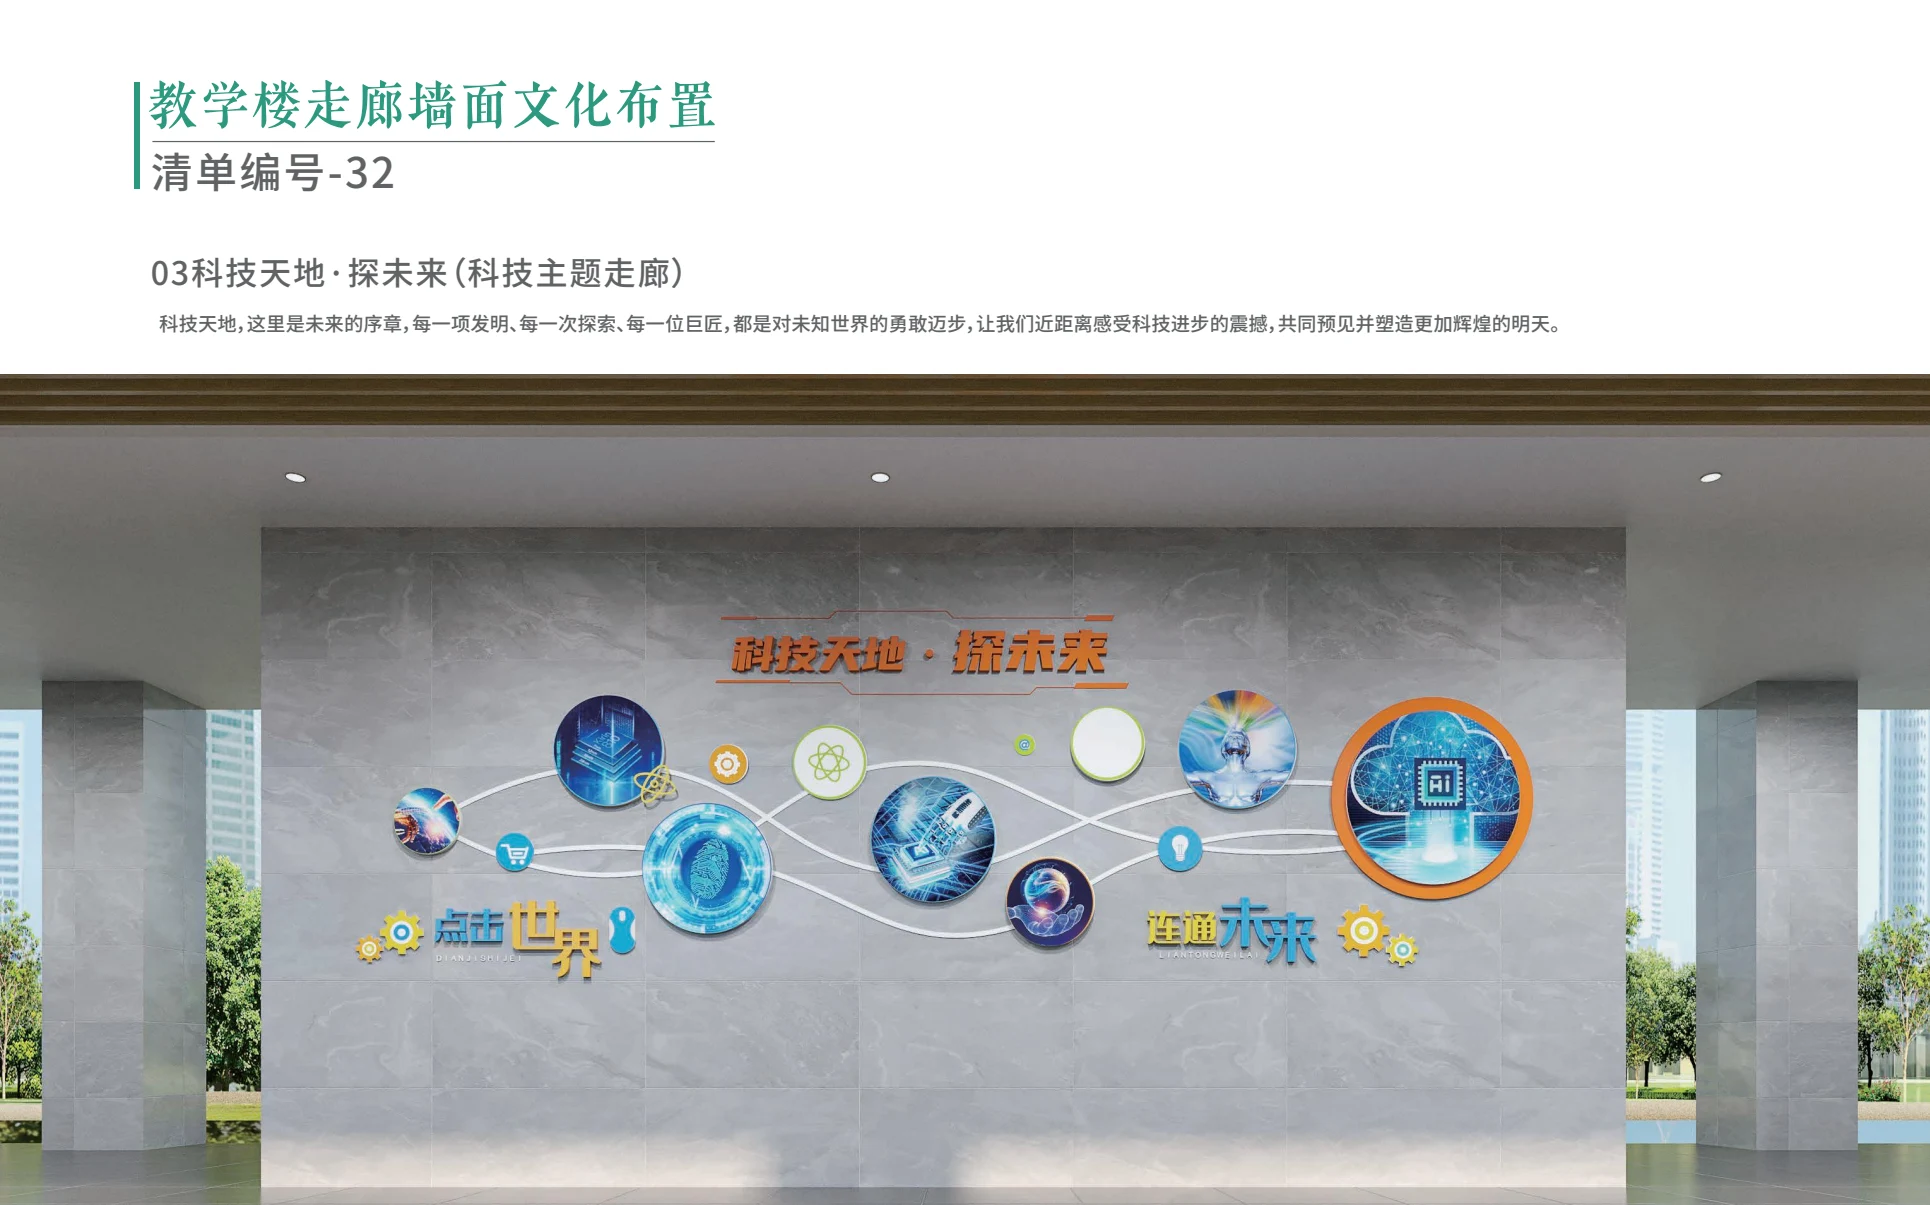 教学楼走廊墙面文化布置
清单编号-32
03科技天地·探未来(科技主题走廊)
科技天地,这里是未来的序章,每一项发明、每一次探索、每一位巨匠,都是对未知世界的勇敢迈步,让我们近距离感受科技进步的震撼,共同预见并塑造更加辉煌的明天。
科技天地·探未来
Ai
点击世界
DIANJISHIJEI
连通未来
LIANTONGWEILAI